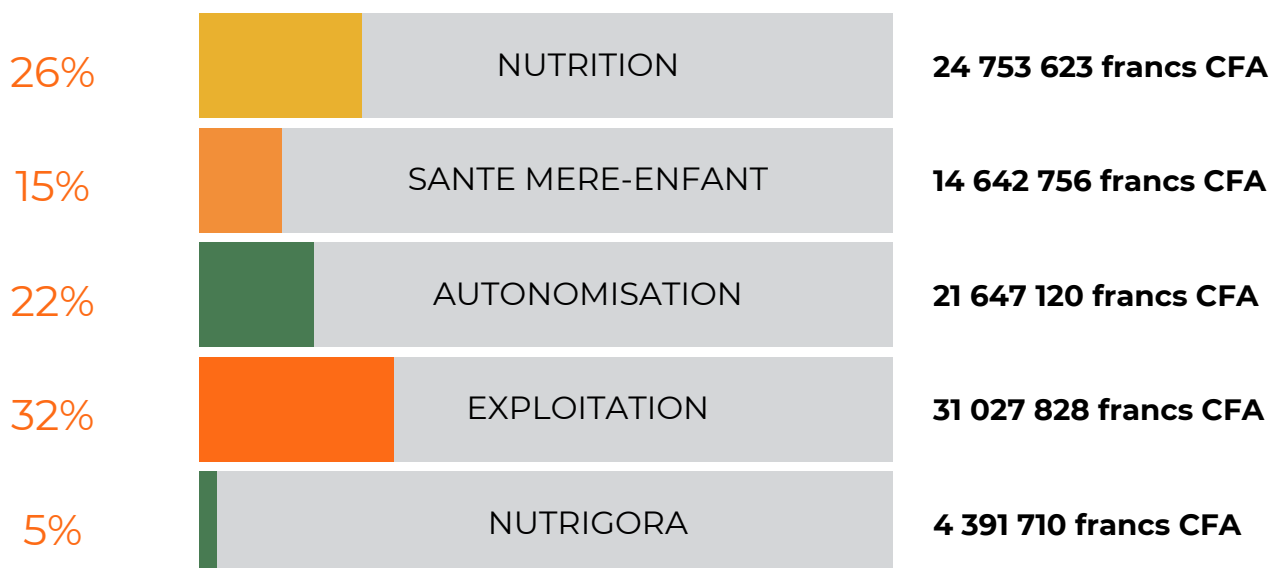 26% NUTRITION 24 753 623 francs CFA
15% SANTE MERE-ENFANT 14 642 756 francs CFA
22% AUTONOMISATION 21 647 120 francs CFA
32% EXPLOITATION 31 027 828 francs CFA
5% NUTRIGORA 4 391 710 francs CFA